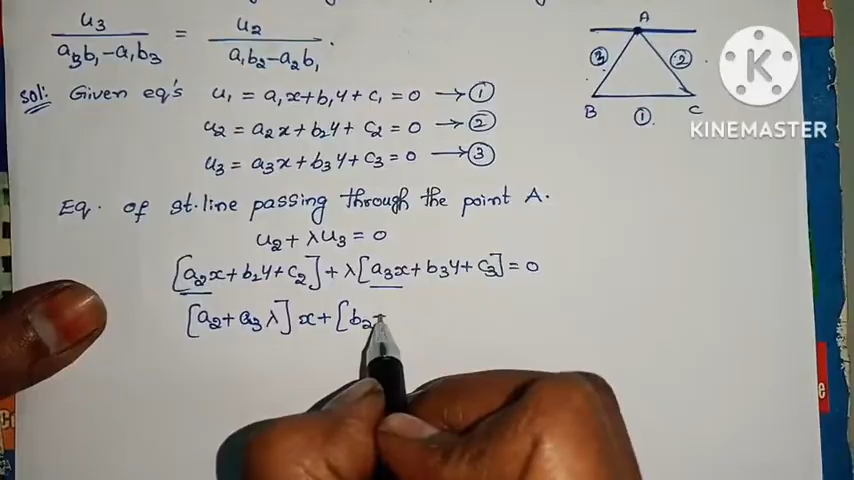 u₃ / a₃b₁-a₁b₃ = u₂ / a₁b₂-a₂b₁.
sol: Given eq's u₁ = a₁x+b₁y+c₁ = 0 → ①
u₂ = a₂x+b₂y+c₂ = 0 → ②
u₃ = a₃x+b₃y+c₃ = 0 → ③
A
③ ②
B ① C
K
KINEMASTER
Eq. of st.line passing through the point A.
u₂+λu₃ = 0
[a₂x+b₂y+c₂]+λ[a₃x+b₃y+c₃] = 0
[a₂+a₃λ]x+[b₂+